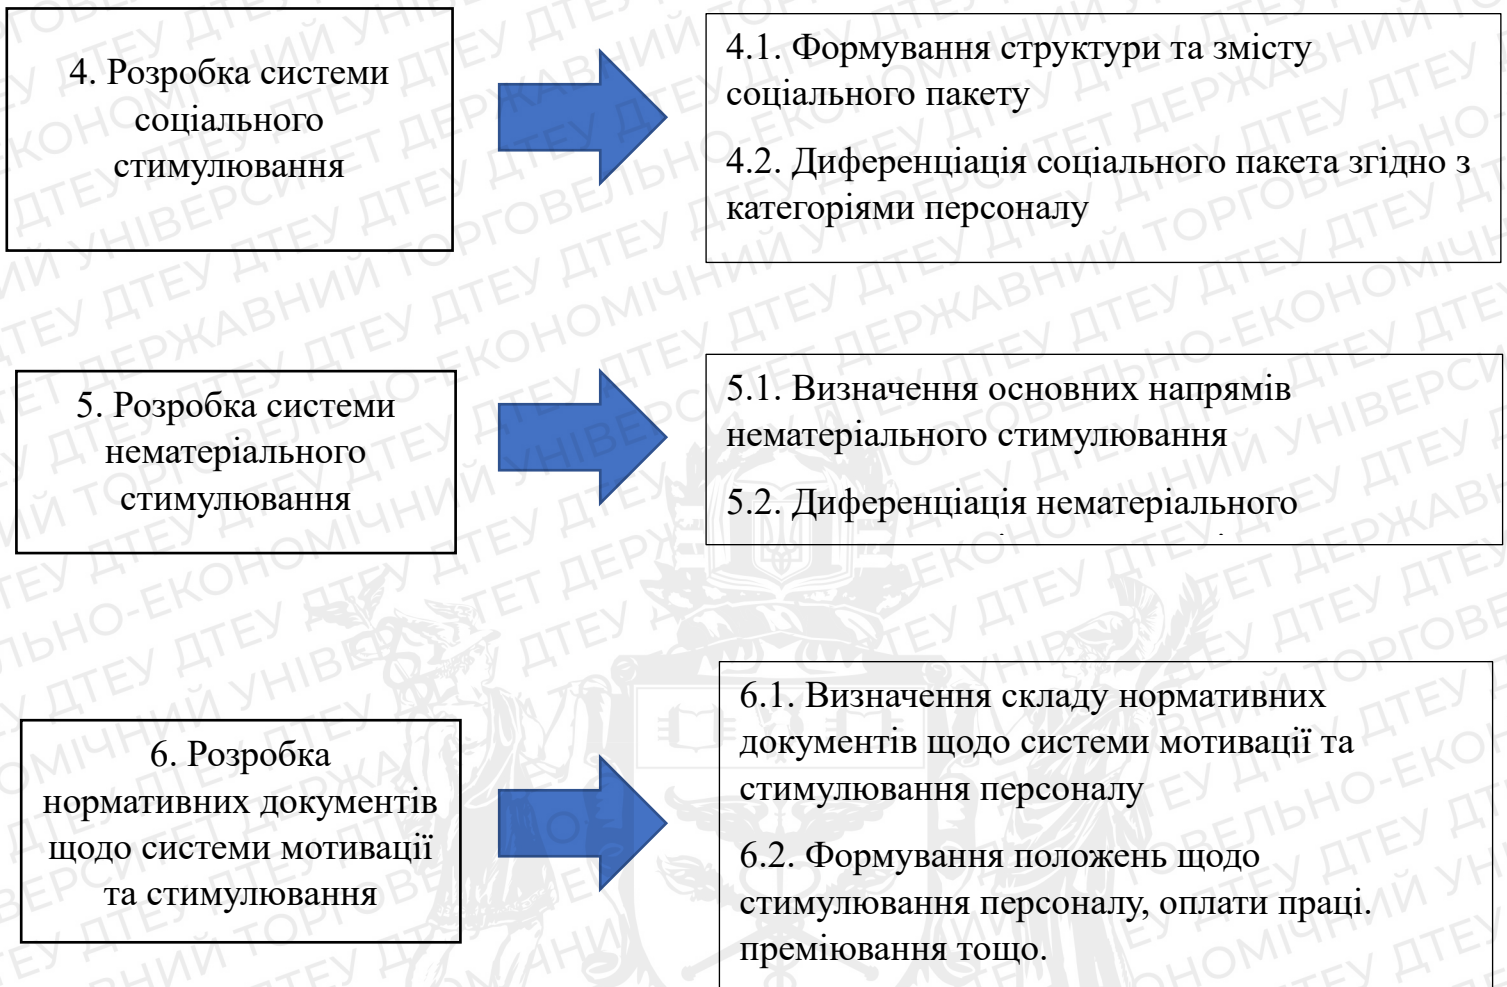 4. Розробка системи
соціального
стимулювання
4.1. Формування структури та змісту
соціального пакету
4.2. Диференціація соціального пакета згідно з
категоріями персоналу
5. Розробка системи
нематеріального
стимулювання
5.1. Визначення основних напрямів
нематеріального стимулювання
5.2. Диференціація нематеріального
6. Розробка
нормативних документів
щодо системи мотивації
та стимулювання
6.1. Визначення складу нормативних
документів щодо системи мотивації та
стимулювання персоналу
6.2. Формування положень щодо
стимулювання персоналу, оплати праці.
преміювання тощо.